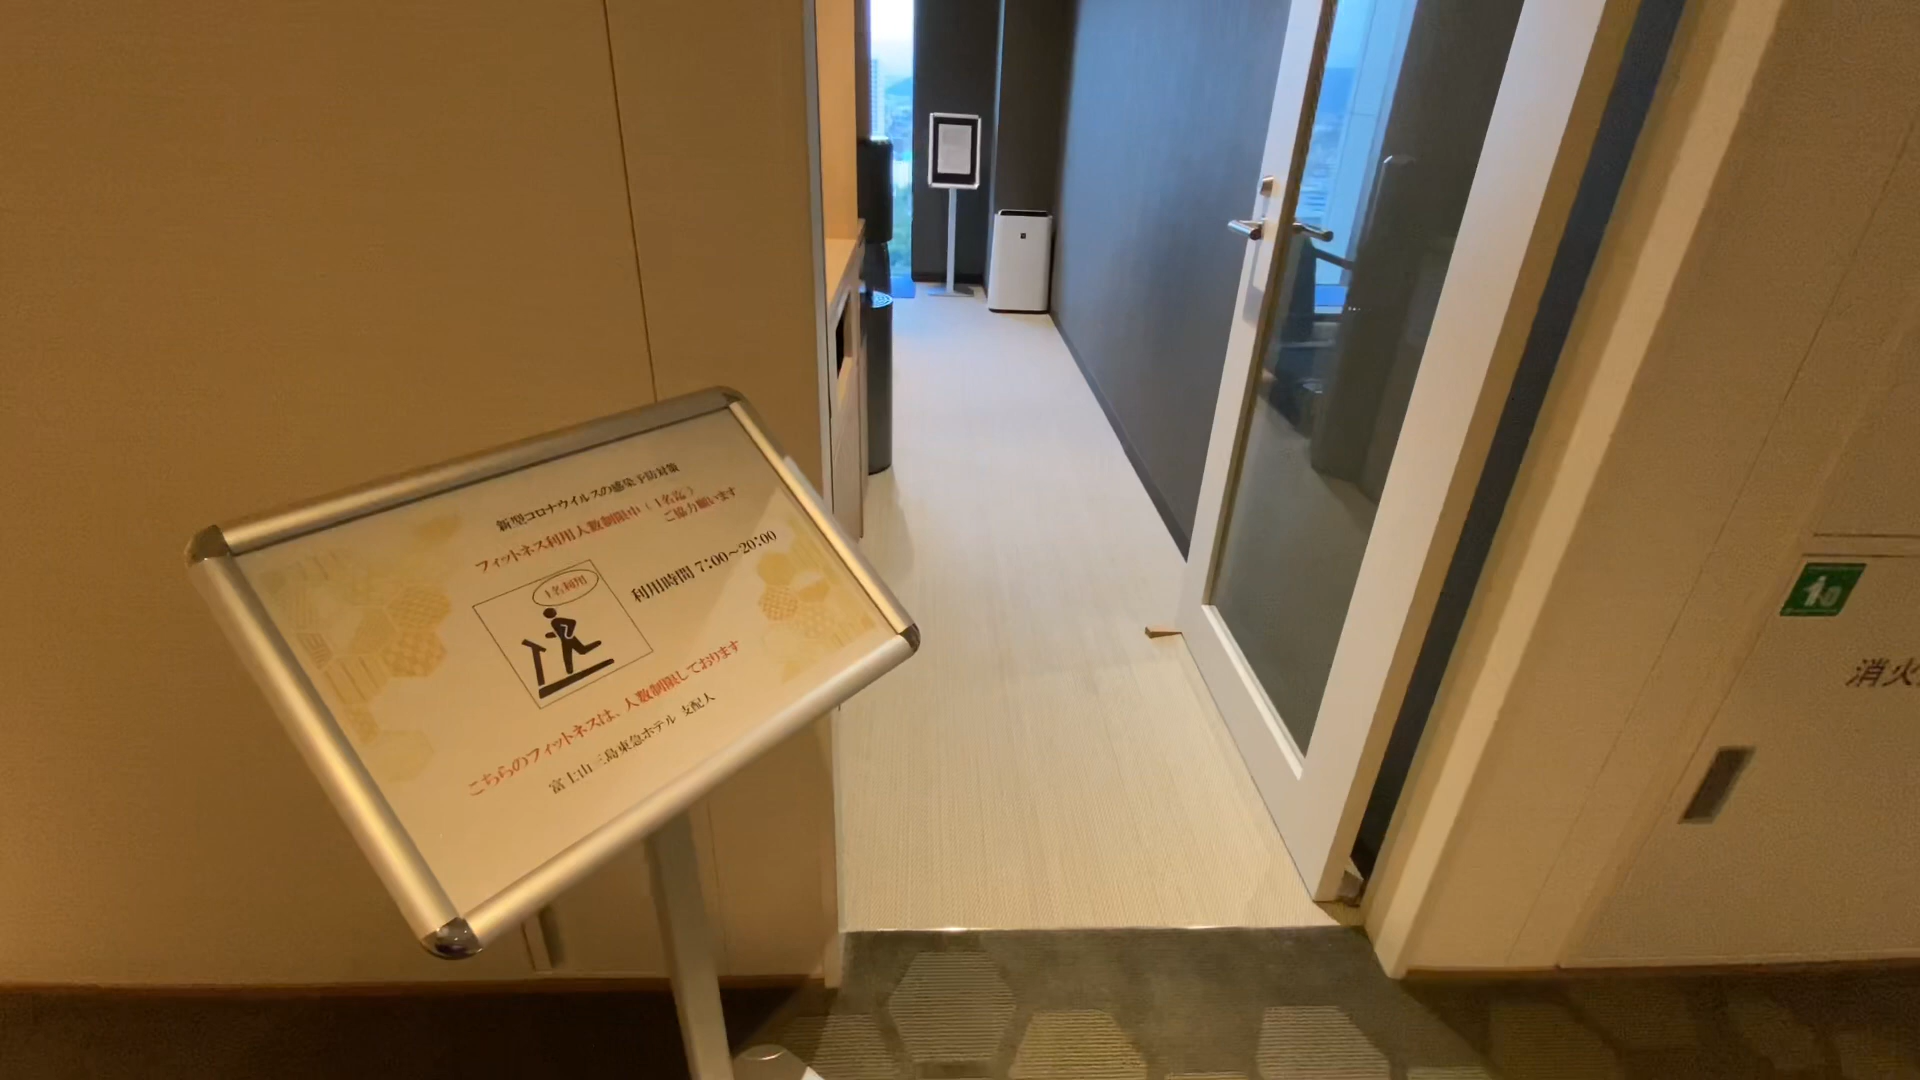 新型コロナウイルスの感染予防対策
フィットネス利用人数制限中（1名迄）
ご協力願います
1名利用
利用時間 7:00～20:00
こちらのフィットネスは、人数制限しております
富士山三島東急ホテル 支配人
消火